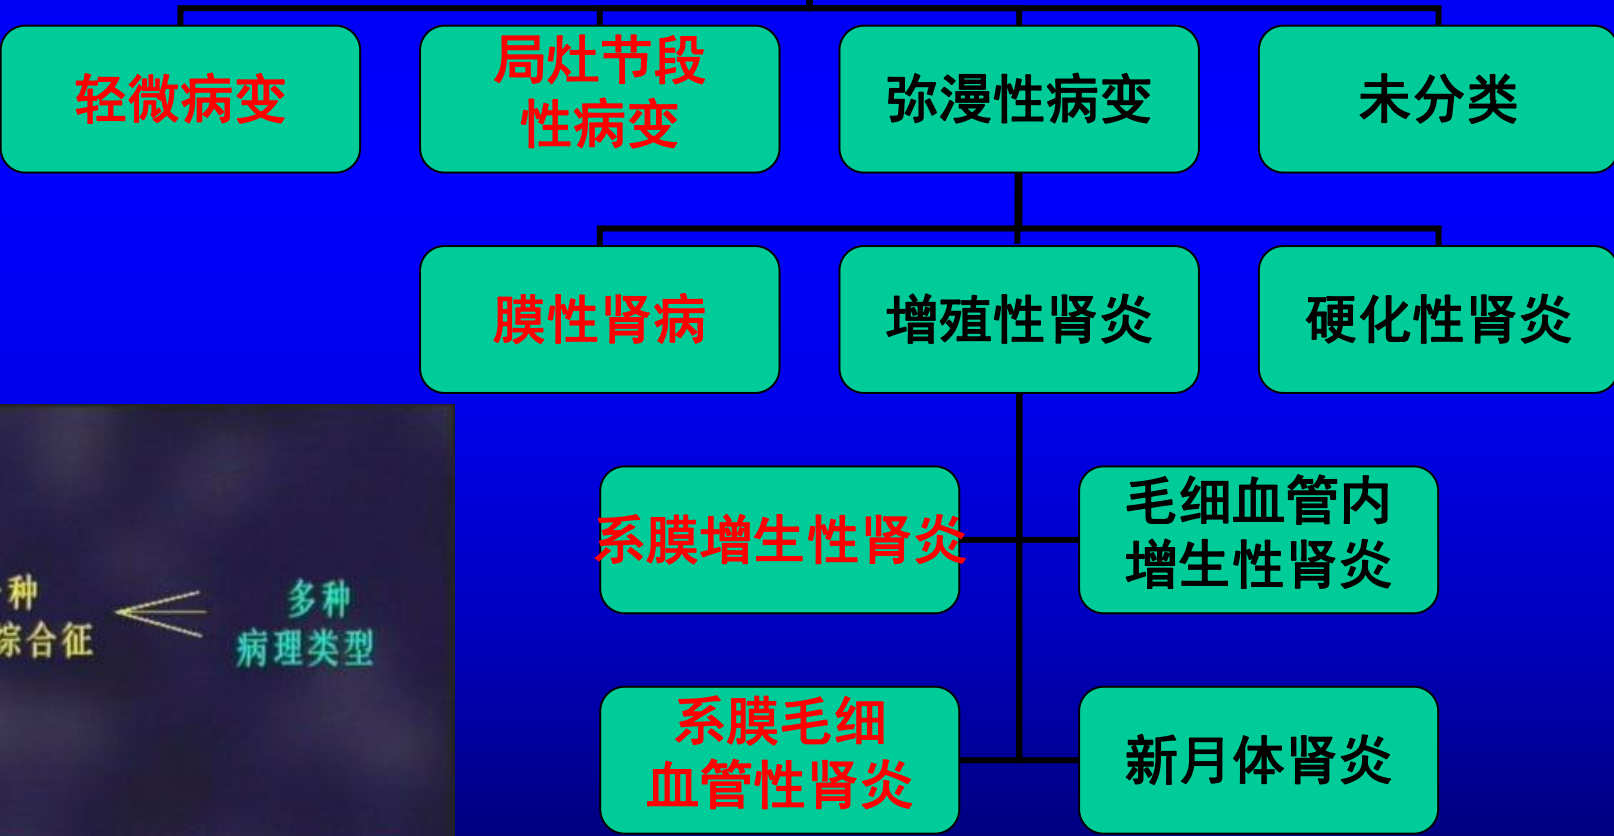 轻微病变
局灶节段
性病变
弥漫性病变
未分类
膜性肾病
增殖性肾炎
硬化性肾炎
系膜增生性肾炎
毛细血管内
增生性肾炎
种
综合征
多种
病理类型
系膜毛细
血管性肾炎
新月体肾炎